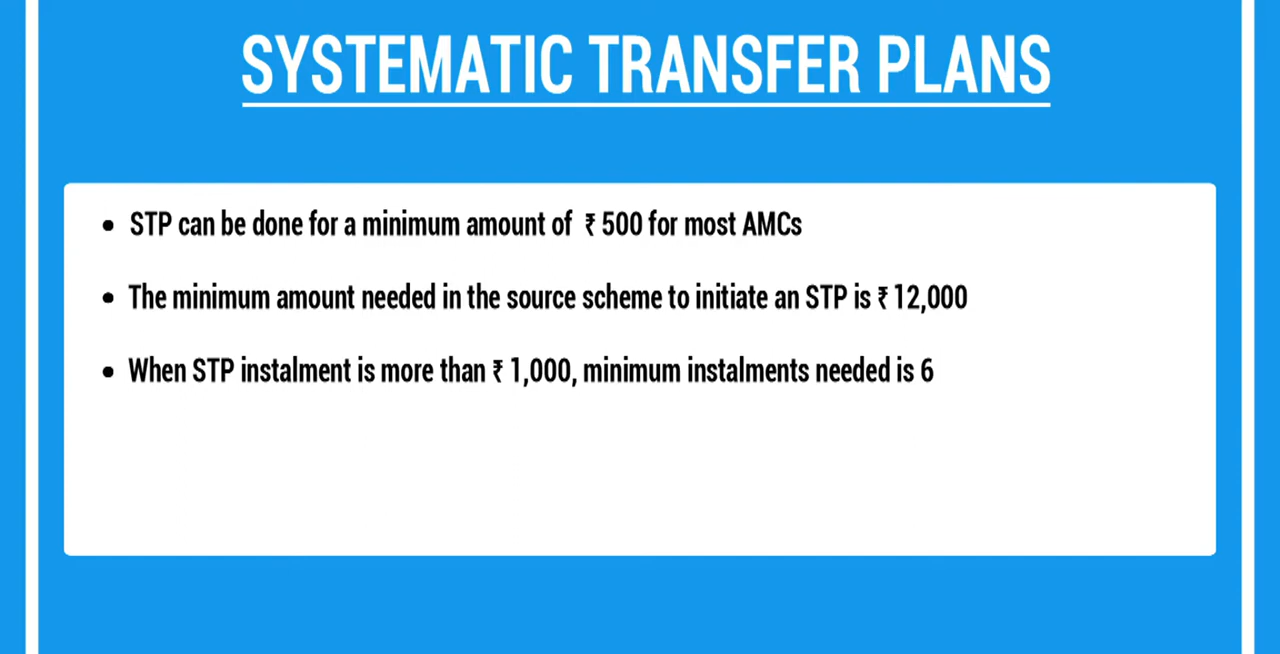 SYSTEMATIC TRANSFER PLANS
• STP can be done for a minimum amount of ₹ 500 for most AMCs
• The minimum amount needed in the source scheme to initiate an STP is ₹ 12,000
• When STP instalment is more than ₹ 1,000, minimum instalments needed is 6